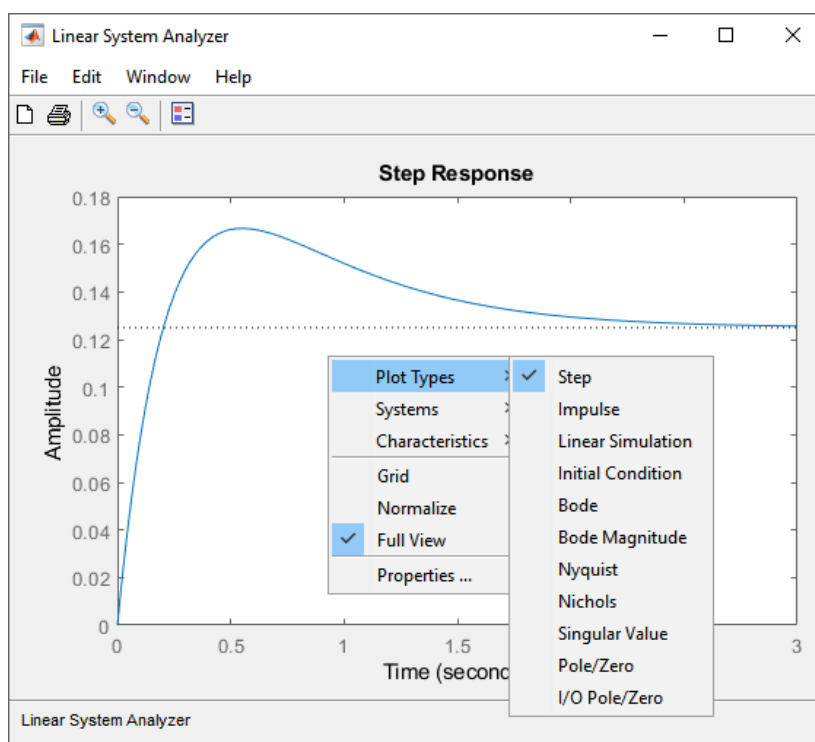 Linear System Analyzer
File Edit Window Help
Step Response
0.18
0.16
0.14
0.12
0.1
0.08
0.06
0.04
0.02
0
Amplitude
Plot Types
Systems
Characteristics
Grid
Normalize
Full View
Properties ...
Step
Impulse
Linear Simulation
Initial Condition
Bode
Bode Magnitude
Nyquist
Nichols
Singular Value
Pole/Zero
I/O Pole/Zero
0 0.5 1 1.5 3
Time (second
Linear System Analyzer